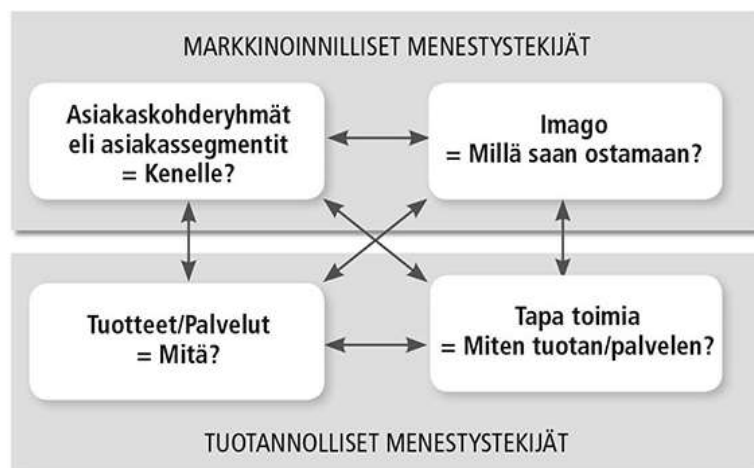 MARKKINOINNILLISET MENESTYSTEKIJÄT
Asiakaskohderyhmät
eli asiakassegmentit
= Kenelle?
Imago
= Millä saan ostamaan?
Tuotteet/Palvelut
= Mitä?
Tapa toimia
= Miten tuotan/palvelen?
TUOTANNOLLISET MENESTYSTEKIJÄT